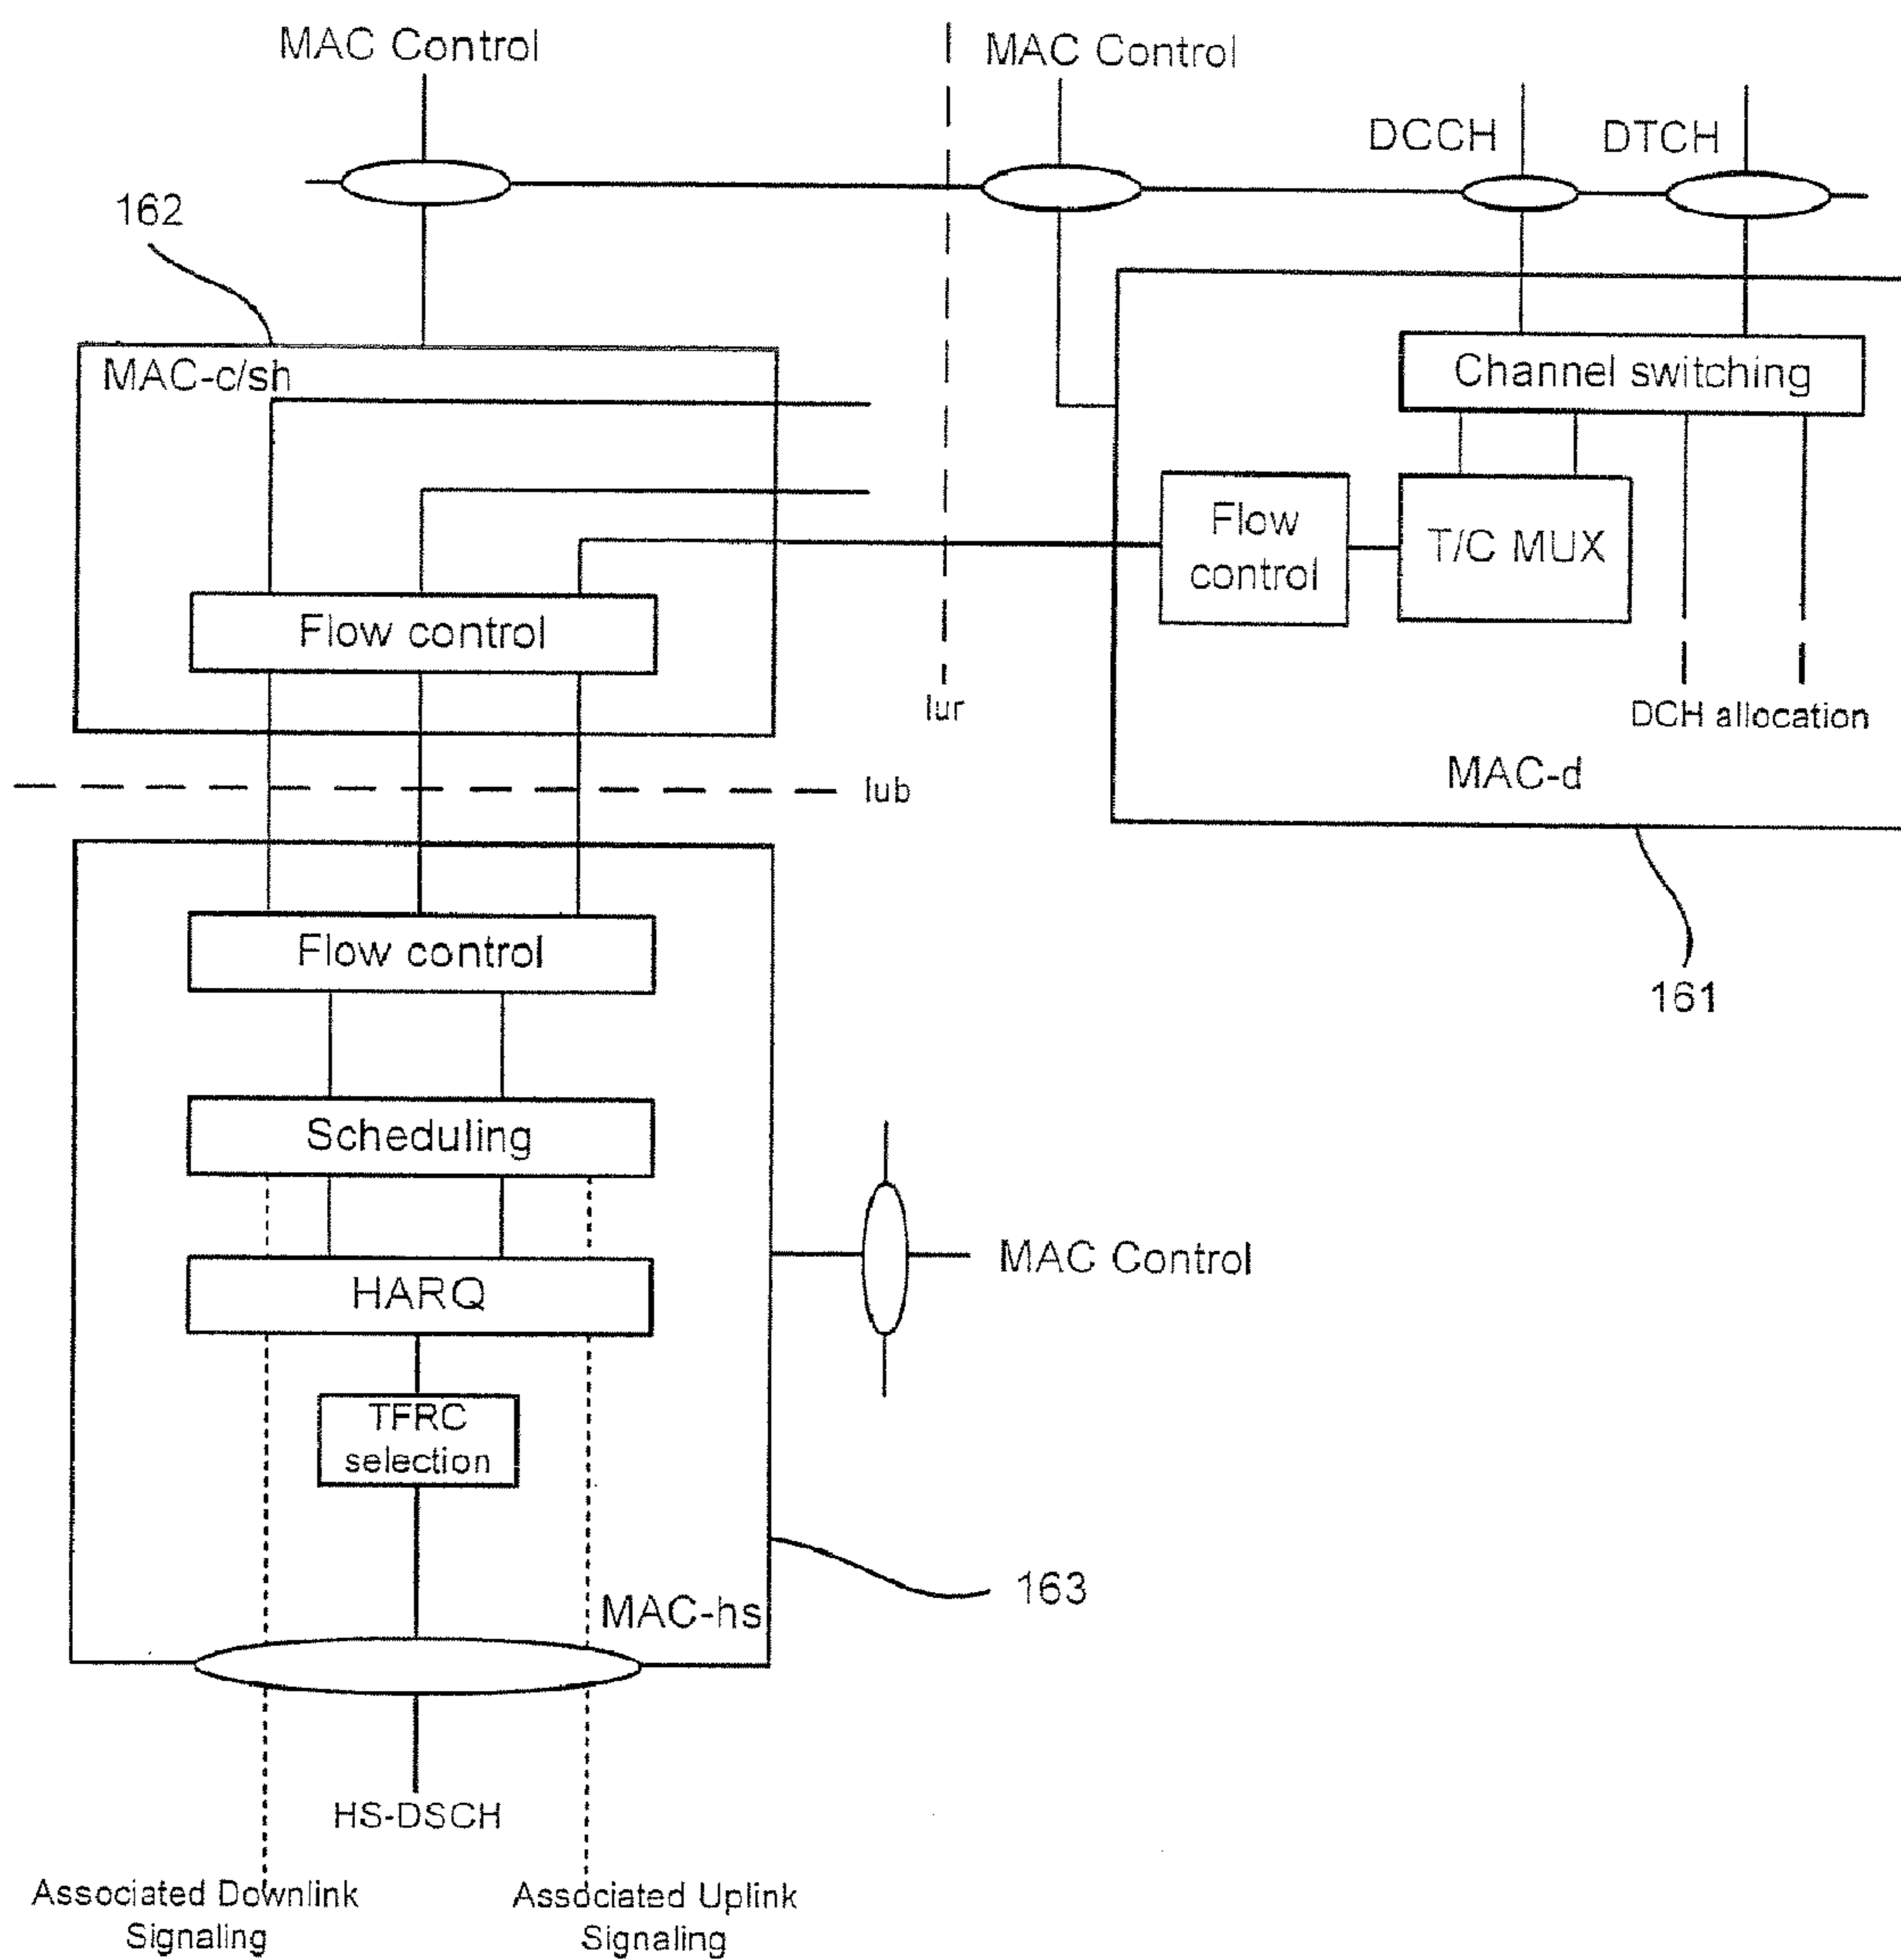 MAC Control
MAC Control
DCCH
DTCH
162
MAC-c/sh
Channel switching
Flow
control
T/C MUX
Flow control
Iur
DCH allocation
MAC-d
Iub
161
Flow control
Scheduling
HARQ
MAC Control
TFRC
selection
163
MAC-hs
HS-DSCH
Associated Downlink
Signaling
Associated Uplink
Signaling